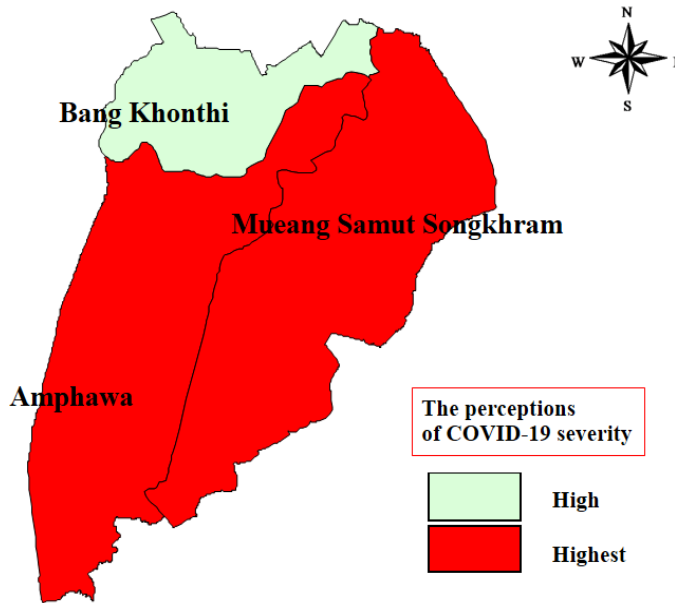 N
W
S
Bang Khonthi
Mueang Samut Songkhram
Amphawa
The perceptions
of COVID-19 severity
High
Highest